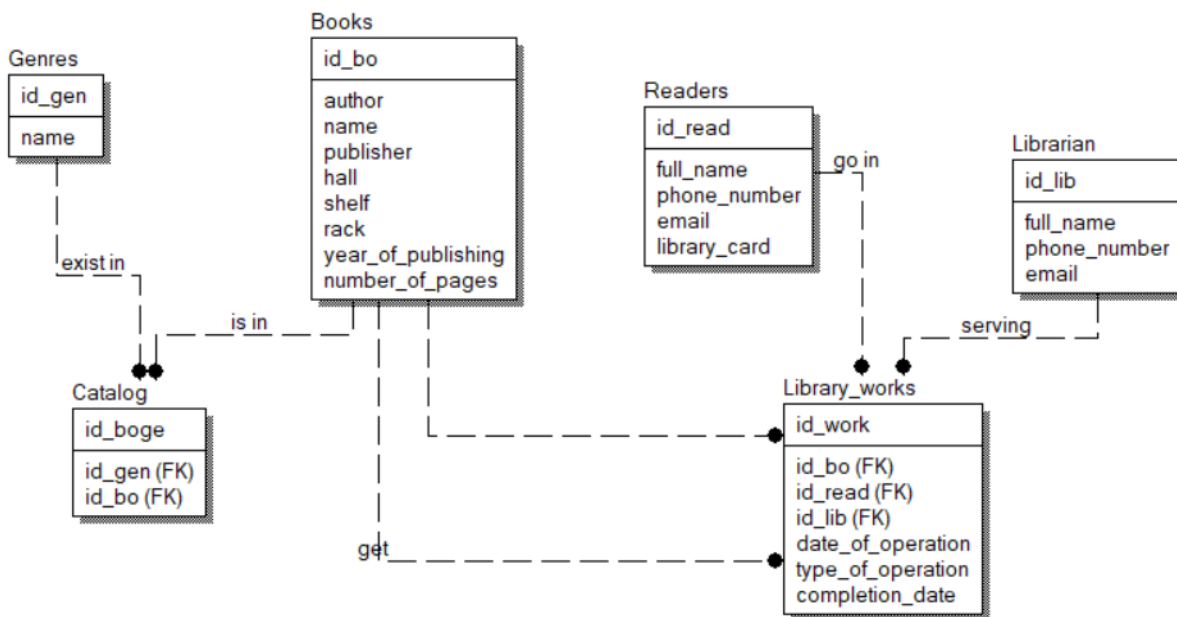 Genres
id_gen
name
exist in
Books
id_bo
author
name
publisher
hall
shelf
rack
year_of_publishing
number_of_pages
is in
get
Readers
id_read
full_name
phone_number
email
library_card
go in
Librarian
id_lib
full_name
phone_number
email
serving
Catalog
id_boge
id_gen (FK)
id_bo (FK)
Library_works
id_work
id_bo (FK)
id_read (FK)
id_lib (FK)
date_of_operation
type_of_operation
completion_date